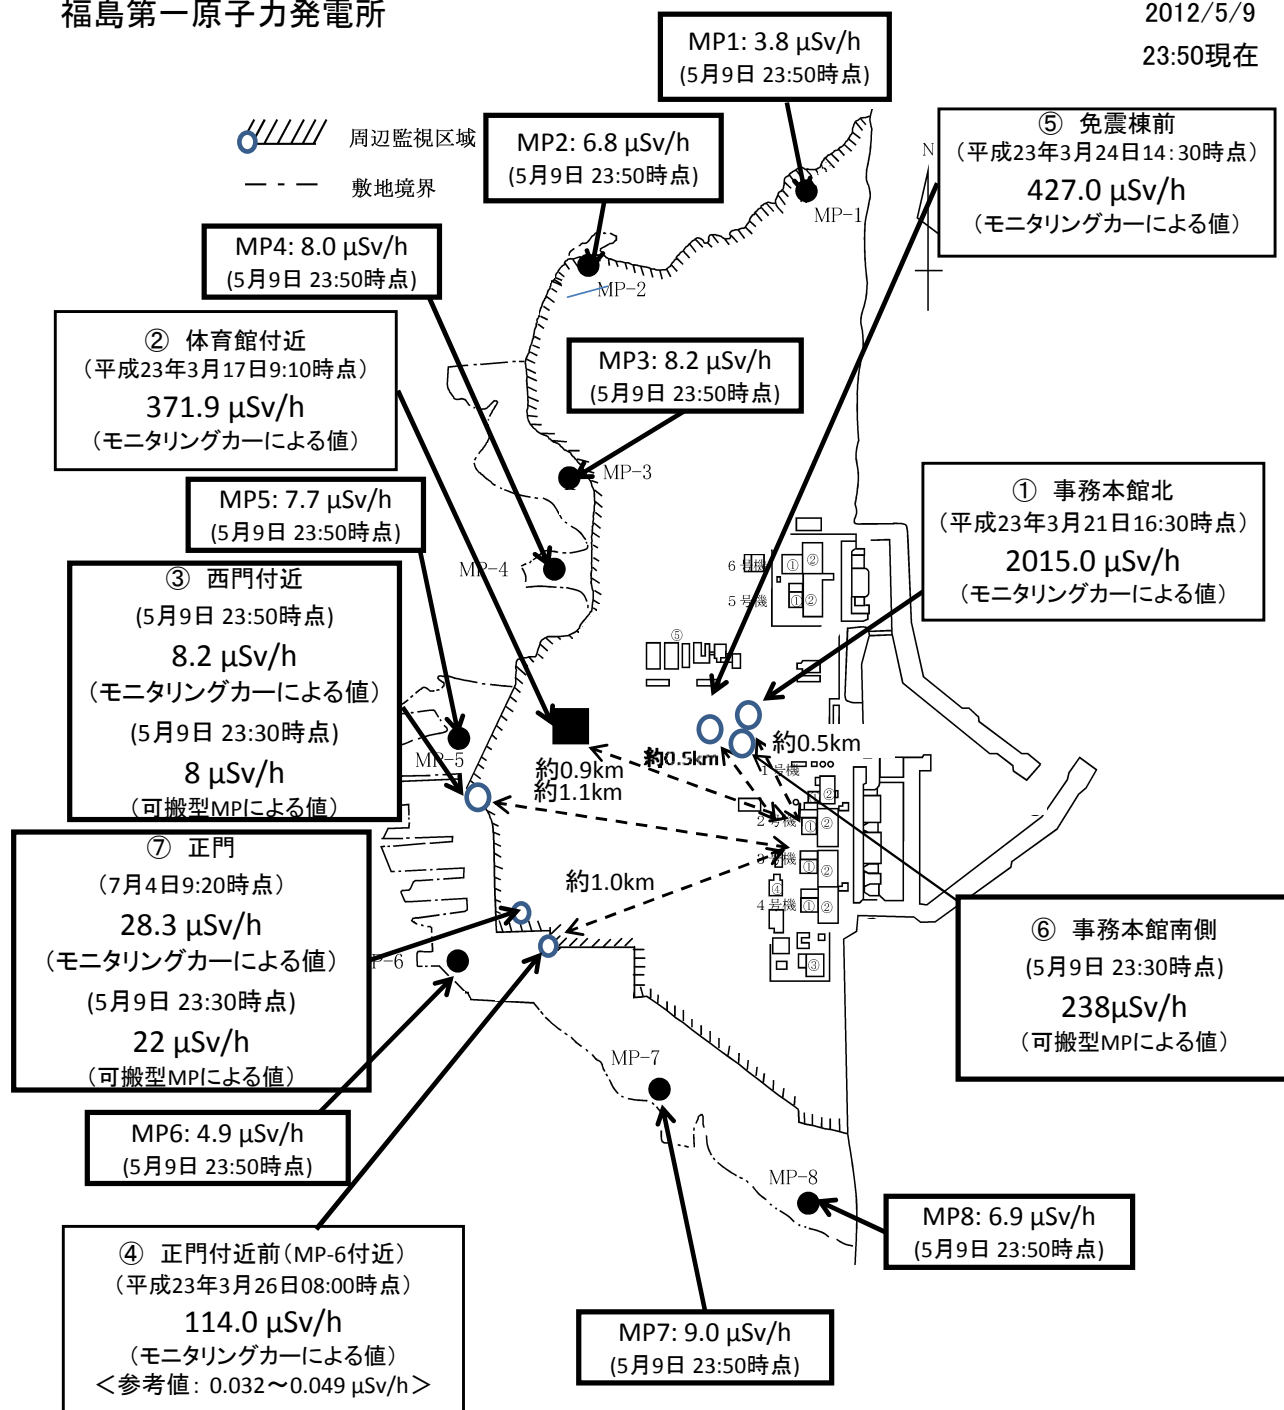 福島第一原子力発電所
2012/5/9
23:50現在
MP1: 3.8 μSv/h
(5月9日 23:50時点)
周辺監視区域
敷地境界
MP2: 6.8 μSv/h
(5月9日 23:50時点)
⑤ 免震棟前
（平成23年3月24日14:30時点）
427.0 μSv/h
（モニタリングカーによる値）
N
MP-1
MP4: 8.0 μSv/h
(5月9日 23:50時点)
MP-2
② 体育館付近
（平成23年3月17日9:10時点）
371.9 μSv/h
（モニタリングカーによる値）
MP3: 8.2 μSv/h
(5月9日 23:50時点)
MP-3
MP5: 7.7 μSv/h
(5月9日 23:50時点)
① 事務本館北
（平成23年3月21日16:30時点）
2015.0 μSv/h
（モニタリングカーによる値）
MP-4
6号機
①
②
5号機
①
②
③ 西門付近
(5月9日 23:50時点)
8.2 μSv/h
（モニタリングカーによる値）
(5月9日 23:30時点)
8 μSv/h
（可搬型MPによる値）
⑤
MP-5
約0.9km
約1.1km
約0.5km
約0.5km
1号機
②
2号機
①
②
3号機
①
②
④
4号機
①
②
③
⑦ 正門
(7月4日9:20時点)
28.3 μSv/h
（モニタリングカーによる値）
(5月9日 23:30時点)
22 μSv/h
（可搬型MPによる値）
約1.0km
P-6
⑥ 事務本館南側
(5月9日 23:30時点)
238μSv/h
（可搬型MPによる値）
MP-7
MP6: 4.9 μSv/h
(5月9日 23:50時点)
MP-8
MP8: 6.9 μSv/h
(5月9日 23:50時点)
④ 正門付近前（MP-6付近）
（平成23年3月26日08:00時点）
114.0 μSv/h
（モニタリングカーによる値）
＜参考値： 0.032～0.049 μSv/h＞
MP7: 9.0 μSv/h
(5月9日 23:50時点)